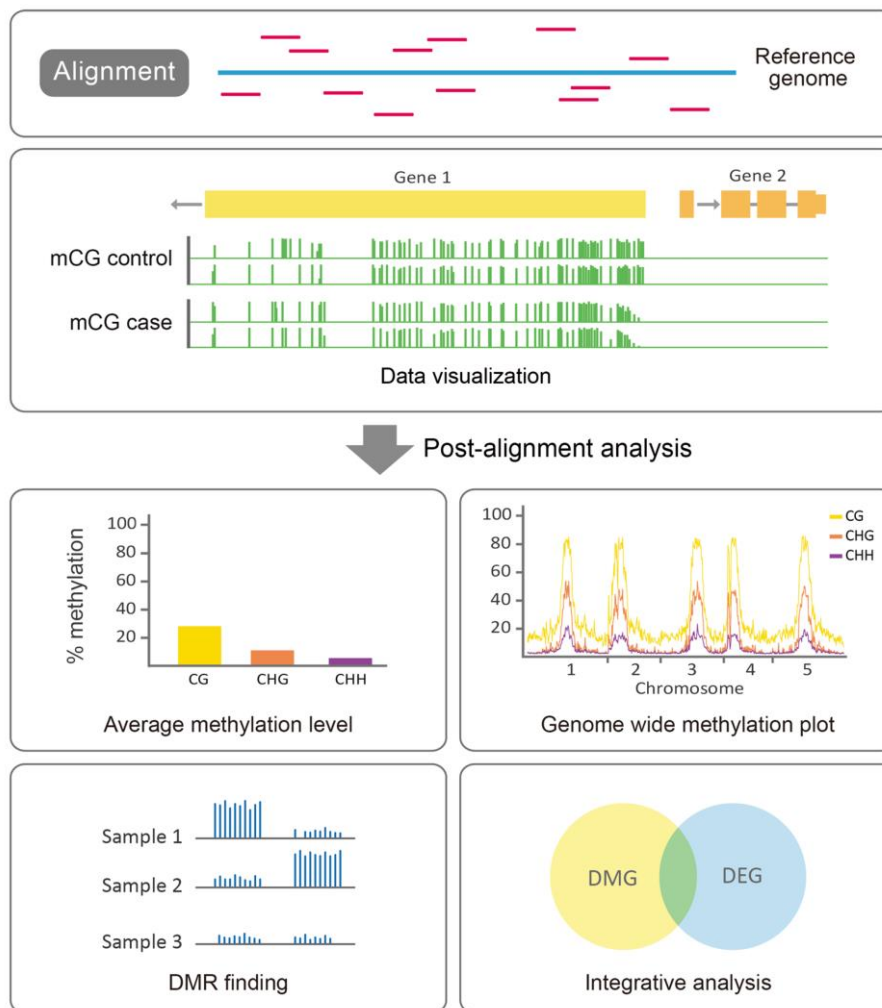 Alignment
Reference
genome
Gene 1
Gene 2
mCG control
mCG case
Data visualization
Post-alignment analysis
% methylation
100
80
60
40
20
CG
CHG
CHH
Average methylation level
100
80
60
40
20
CG
CHG
CHH
1 2 3 4 5
Chromosome
Genome wide methylation plot
Sample 1
Sample 2
Sample 3
DMR finding
DMG
DEG
Integrative analysis